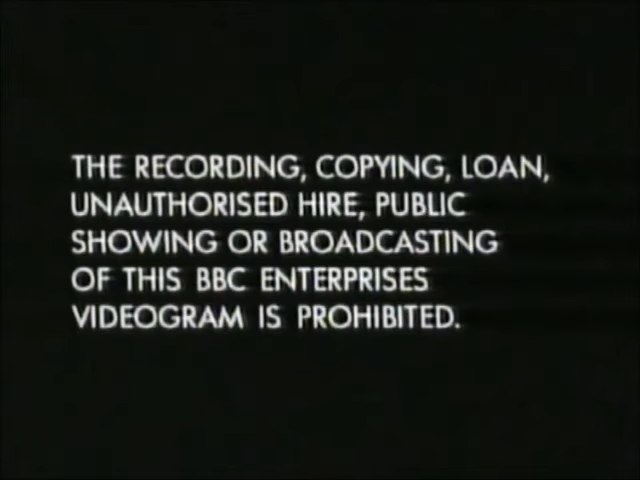 THE RECORDING, COPYING, LOAN,
UNAUTHORISED HIRE, PUBLIC
SHOWING OR BROADCASTING
OF THIS BBC ENTERPRISES
VIDEOGRAM IS PROHIBITED.